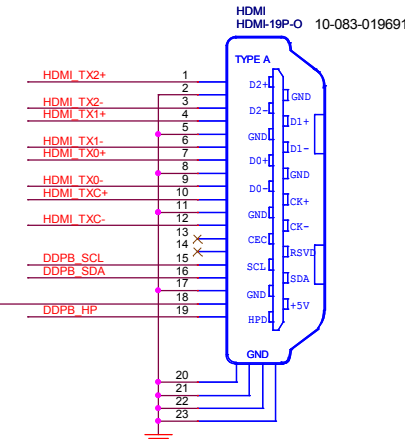 HDMI
HDMI-19P-O 10-083-019691
TYPE A
HDMI_TX2+ 1 D2+
2 GND
HDMI_TX2- 3 D2-
HDMI_TX1+ 4 D1+
5 GND
HDMI_TX1- 6 D1-
HDMI_TX0+ 7 D0+
8 GND
HDMI_TX0- 9 D0-
HDMI_TXC+ 10 CK+
11 GND
HDMI_TXC- 12 CK-
13 CEC
14 RSVD
DDPB_SCL 15 SCL
DDPB_SDA 16 SDA
17 GND
18 +5V
DDPB_HP 19 HPD
GND
20
21
22
23